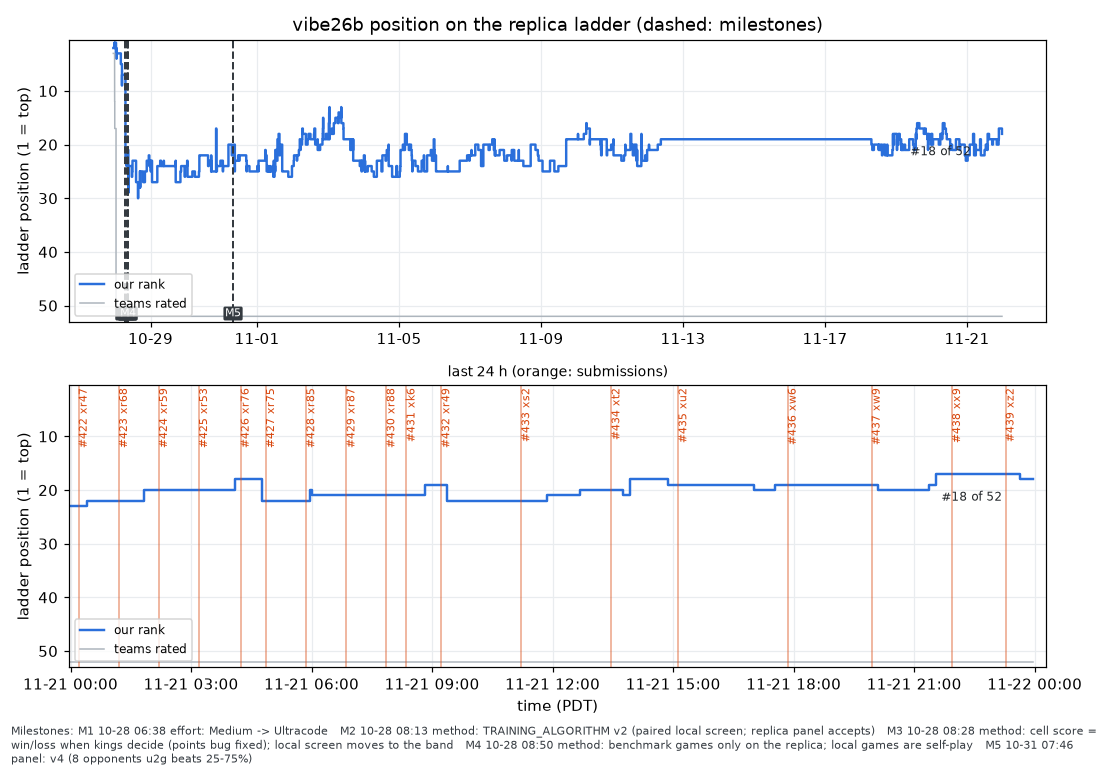 vibe26b position on the replica ladder (dashed: milestones)
ladder position (1 = top)
10
20
30
40
50
#18 of 52
our rank
teams rated
M4
M5
10-29
11-01
11-05
11-09
11-13
11-17
11-21
last 24 h (orange: submissions)
ladder position (1 = top)
10
20
30
40
50
#422 xr47
#423 xr68
#424 xr59
#425 xr53
#426 xr76
#427 xr75
#428 xr85
#429 xr87
#430 xr88
#431 xk6
#432 xr49
#433 xs2
#434 xt2
#435 xu2
#436 xw6
#437 xw9
#438 xx9
#439 xz2
#18 of 52
our rank
teams rated
11-21 00:00
11-21 03:00
11-21 06:00
11-21 09:00
11-21 12:00
11-21 15:00
11-21 18:00
11-21 21:00
11-22 00:00
time (PDT)
Milestones: M1 10-28 06:38 effort: Medium -> Ultracode M2 10-28 08:13 method: TRAINING_ALGORITHM v2 (paired local screen; replica panel accepts) M3 10-28 08:28 method: cell score =
win/loss when kings decide (points bug fixed); local screen moves to the band M4 10-28 08:50 method: benchmark games only on the replica; local games are self-play M5 10-31 07:46
panel: v4 (8 opponents u2g beats 25-75%)